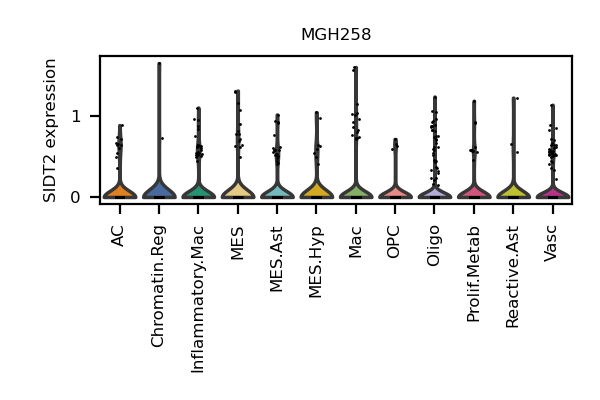 MGH258
SIDT2 expression
1
0
AC
Chromatin.Reg
Inflammatory.Mac
MES
MES.Ast
MES.Hyp
Mac
OPC
Oligo
Prolif.Metab
Reactive.Ast
Vasc